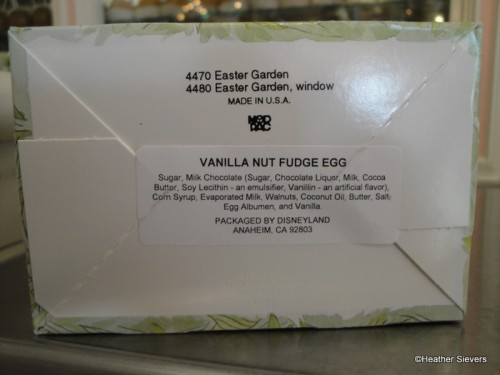 4470 Easter Garden
4480 Easter Garden, window
MADE IN U.S.A.
MOD
PAC
VANILLA NUT FUDGE EGG
Sugar, Milk Chocolate (Sugar, Chocolate Liquor, Milk, Cocoa
Butter, Soy Lecithin - an emulsifier, Vanillin - an artificial flavor),
Corn Syrup, Evaporated Milk, Walnuts, Coconut Oil, Butter, Salt,
Egg Albumen, and Vanilla.
PACKAGED BY DISNEYLAND
ANAHEIM, CA 92803
©Heather Sievers